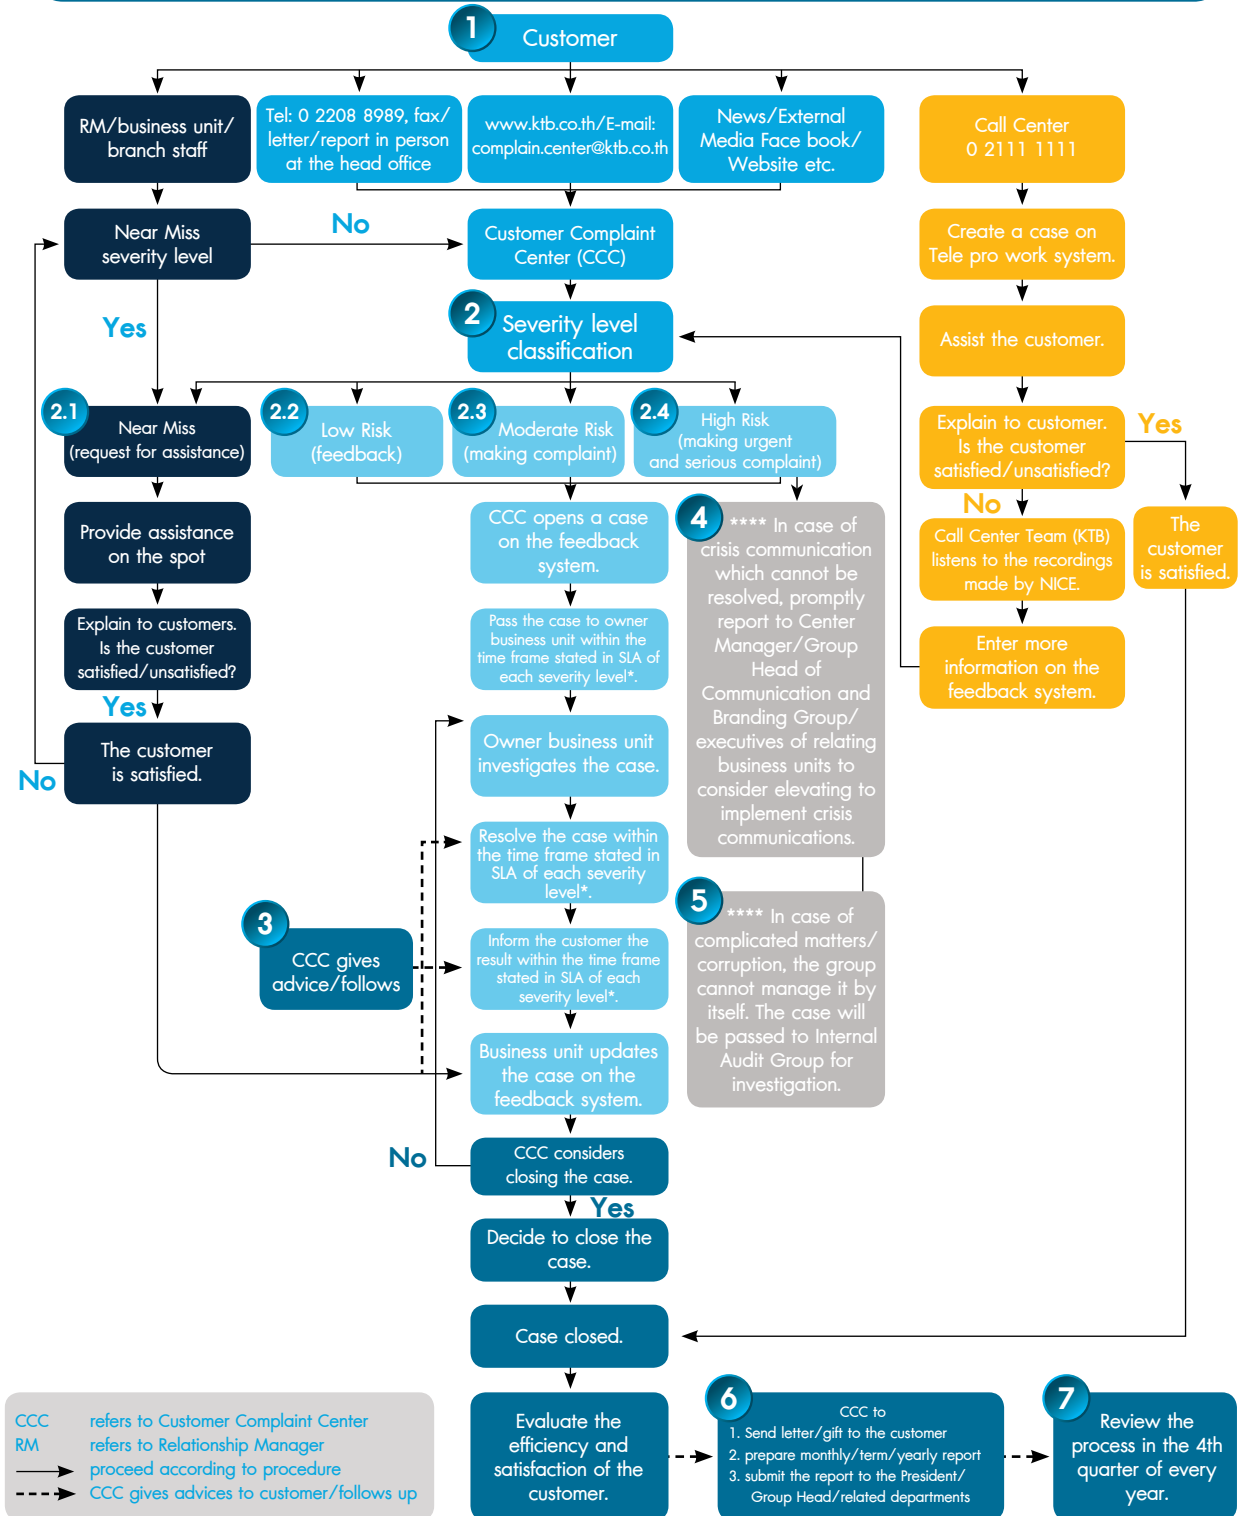 1
Customer
RM/business unit/
branch staff
Tel: 0 2208 8989, fax/
letter/report in person
at the head office
www.ktb.co.th/E-mail:
complain.center@ktb.co.th
News/External
Media Face book/
Website etc.
Call Center
0 2111 1111
Near Miss
severity level
No
Customer Complaint
Center (CCC)
Create a case on
Tele pro work system.
Yes
2
Severity level
classification
Assist the customer.
2.1
Near Miss
(request for assistance)
2.2
Low Risk
(feedback)
2.3
Moderate Risk
(making complaint)
2.4
High Risk
(making urgent
and serious complaint)
Explain to customer.
Is the customer
satisfied/unsatisfied?
Yes
No
Provide assistance
on the spot
CCC opens a case
on the feedback
system.
4
**** In case of
crisis communication
which cannot be
resolved, promptly
report to Center
Manager/Group
Head of
Communication and
Branding Group/
executives of relating
business units to
consider elevating to
implement crisis
communications.
Call Center Team (KTB)
listens to the recordings
made by NICE.
The
customer
is satisfied.
Explain to customers.
Is the customer
satisfied/unsatisfied?
Pass the case to owner
business unit within the
time frame stated in SLA of
each severity level*.
Enter more
information on the
feedback system.
Yes
The customer
is satisfied.
No
Owner business unit
investigates the case.
Resolve the case within
the time frame stated in
SLA of each severity
level*.
3
CCC gives
advice/follows
Inform the customer the
result within the time frame
stated in SLA of each
severity level*.
5
**** In case of
complicated matters/
corruption, the group
cannot manage it by
itself. The case will
be passed to Internal
Audit Group for
investigation.
Business unit updates
the case on the
feedback system.
No
CCC considers
closing the case.
Yes
Decide to close the
case.
Case closed.
CCC refers to Customer Complaint Center
RM refers to Relationship Manager
proceed according to procedure
CCC gives advices to customer/follows up
Evaluate the
efficiency and
satisfaction of the
customer.
6
CCC to
1. Send letter/gift to the customer
2. prepare monthly/term/yearly report
3. submit the report to the President/
Group Head/related departments
7
Review the
process in the 4th
quarter of every
year.